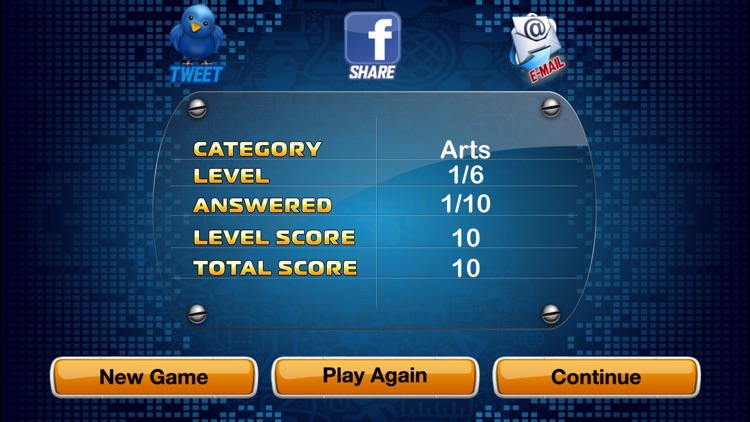 TWEET
f
SHARE
@
E-MAIL
CATEGORY Arts
LEVEL 1/6
ANSWERED 1/10
LEVEL SCORE 10
TOTAL SCORE 10
New Game Play Again Continue